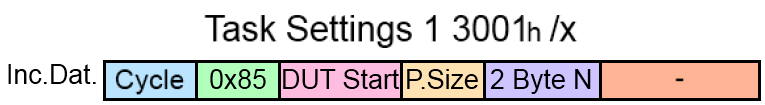 Task Settings 1 3001h /x
Inc.Dat. Cycle 0x85 DUT Start P.Size 2 Byte N -